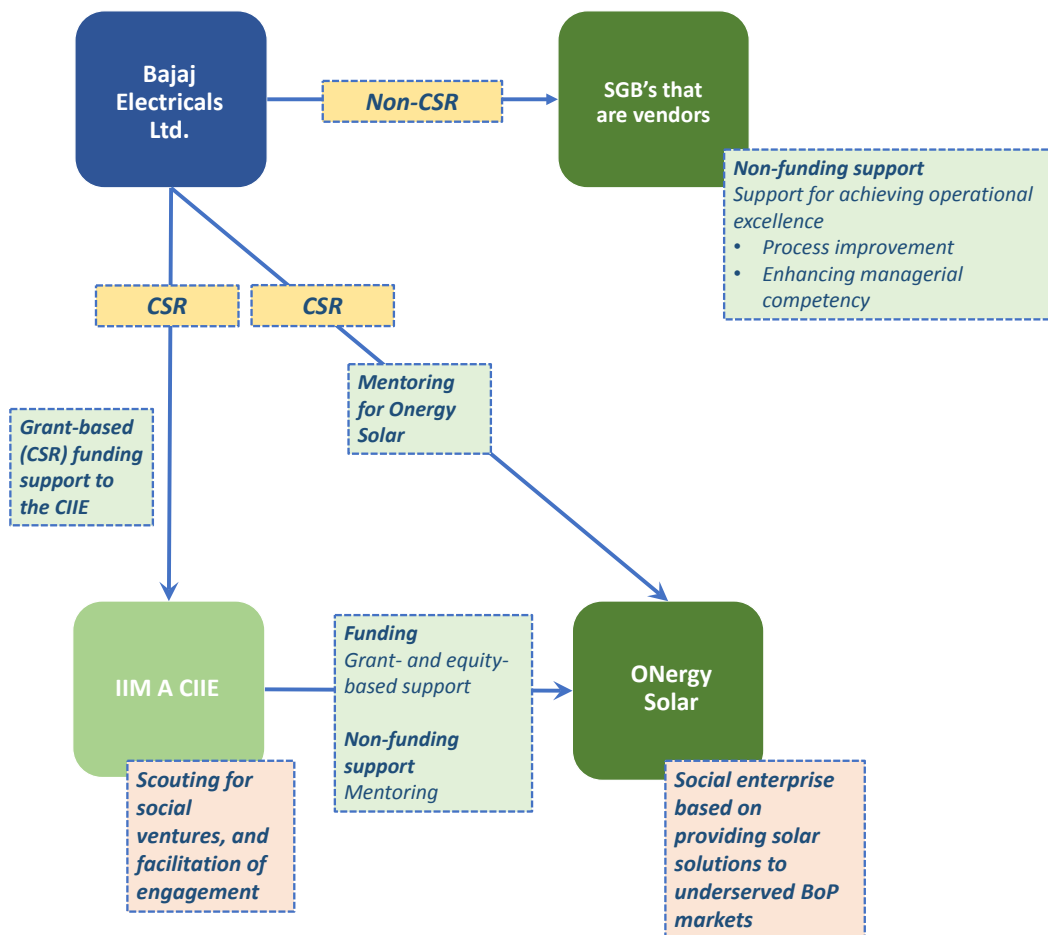 Bajaj
Electricals
Ltd.
Non-CSR
SGB's that
are vendors
Non-funding support
Support for achieving operational
excellence
• Process improvement
• Enhancing managerial
competency
CSR
CSR
Mentoring
for Onergy
Solar
Grant-based
(CSR) funding
support to
the CIIE
IIM A CIIE
Funding
Grant- and equity-
based support
Non-funding
support
Mentoring
ONergy
Solar
Scouting for
social
ventures, and
facilitation of
engagement
Social enterprise
based on
providing solar
solutions to
underserved BoP
markets